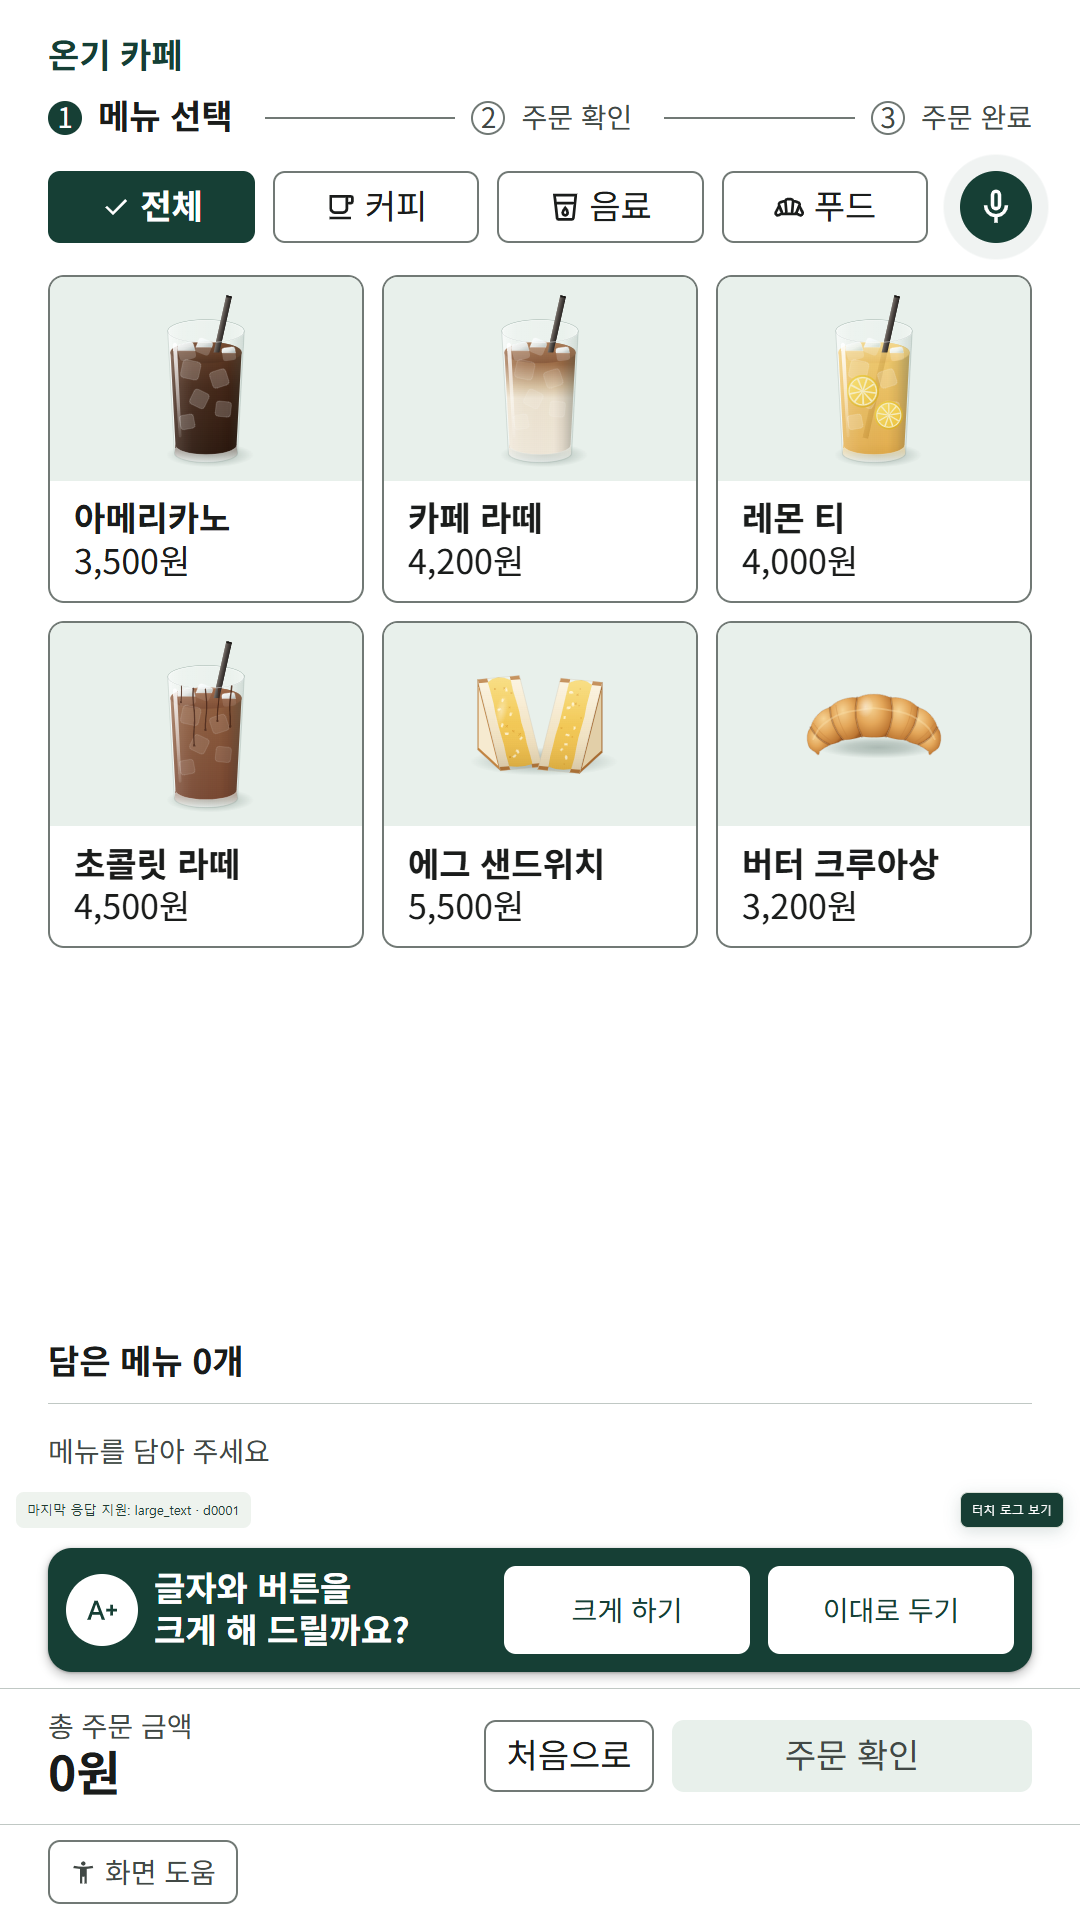 온기 카페
1 메뉴 선택
2 주문 확인
3 주문 완료
전체
커피
음료
푸드
아메리카노
3,500원
카페 라떼
4,200원
레몬 티
4,000원
초콜릿 라떼
4,500원
에그 샌드위치
5,500원
버터 크루아상
3,200원
담은 메뉴 0개
메뉴를 담아 주세요
마지막 응답 지원: large_text · d0001
터치 로그 보기
A+
글자와 버튼을
크게 해 드릴까요?
크게 하기
이대로 두기
총 주문 금액
0원
처음으로
주문 확인
화면 도움